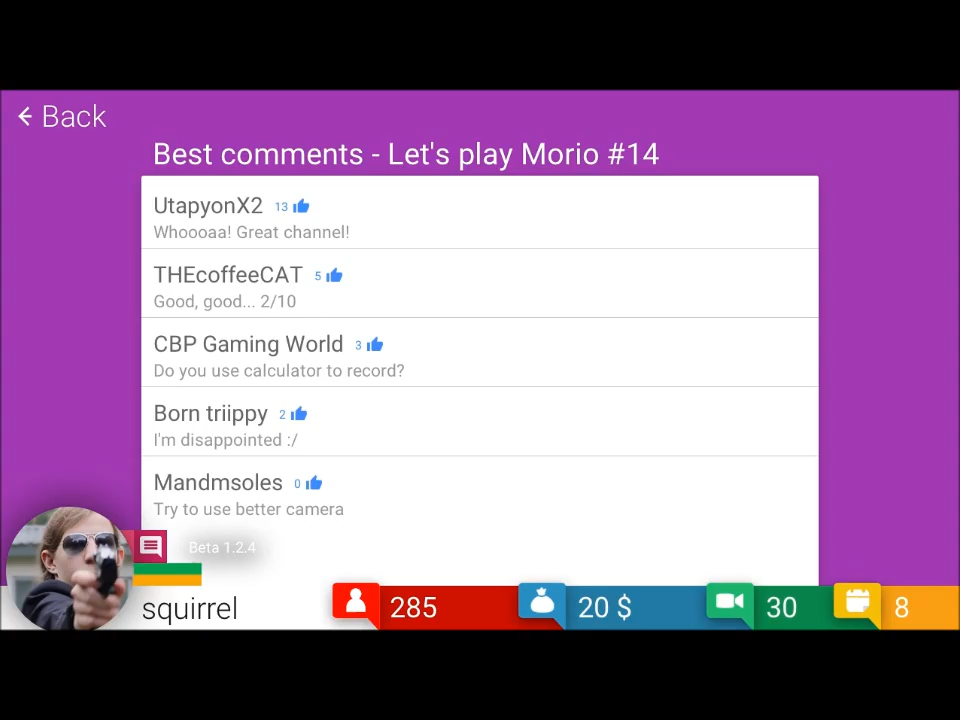 Back
Best comments - Let's play Morio #14
UtapyonX2 13
Whoooaa! Great channel!
THEcoffeeCAT 5
Good, good... 2/10
CBP Gaming World 3
Do you use calculator to record?
Born triippy 2
I'm disappointed :/
Mandmsoles 0
Try to use better camera
Beta 1.2.4
squirrel 285 20 $ 30 8